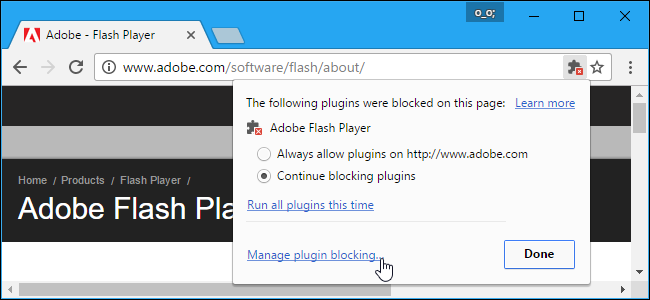 o_o;
Adobe - Flash Player
www.adobe.com/software/flash/about/
The following plugins were blocked on this page: Learn more
Adobe Flash Player
Always allow plugins on http://www.adobe.com
Continue blocking plugins
Run all plugins this time
Manage plugin blocking... Done
Home / Products / Flash Player /
Adobe Flash Pla